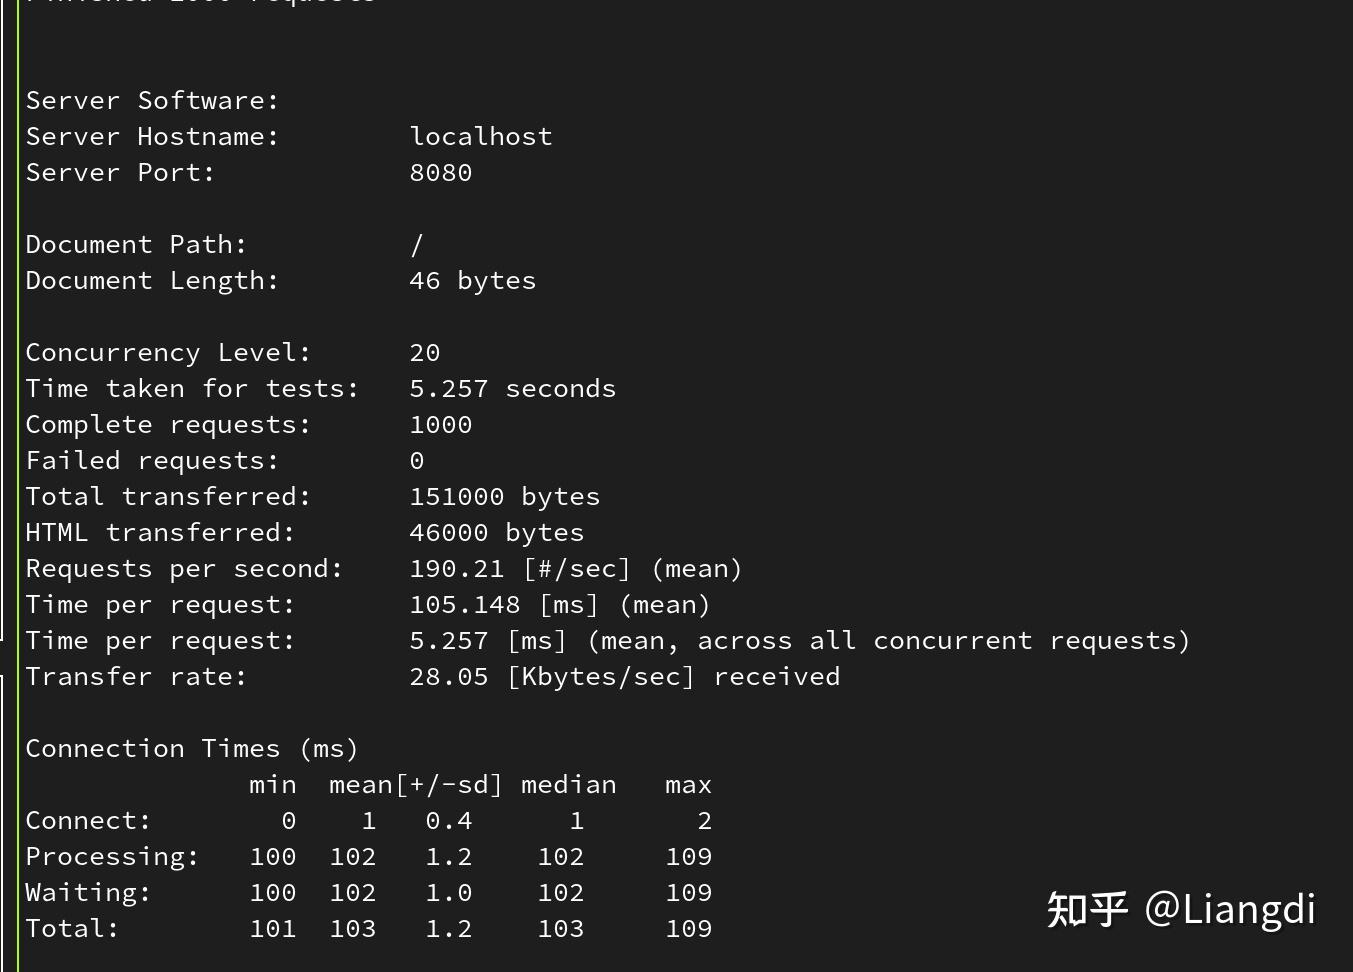 Server Software:
Server Hostname:        localhost
Server Port:            8080
Document Path:          /
Document Length:        46 bytes
Concurrency Level:      20
Time taken for tests:   5.257 seconds
Complete requests:      1000
Failed requests:        0
Total transferred:      151000 bytes
HTML transferred:       46000 bytes
Requests per second:    190.21 [#/sec] (mean)
Time per request:       105.148 [ms] (mean)
Time per request:       5.257 [ms] (mean, across all concurrent requests)
Transfer rate:          28.05 [Kbytes/sec] received
Connection Times (ms)
              min  mean[+/-sd] median   max
Connect:        0    1   0.4      1       2
Processing:   100  102   1.2    102     109
Waiting:      100  102   1.0    102     109
Total:        101  103   1.2    103     109
知乎 @Liangdi